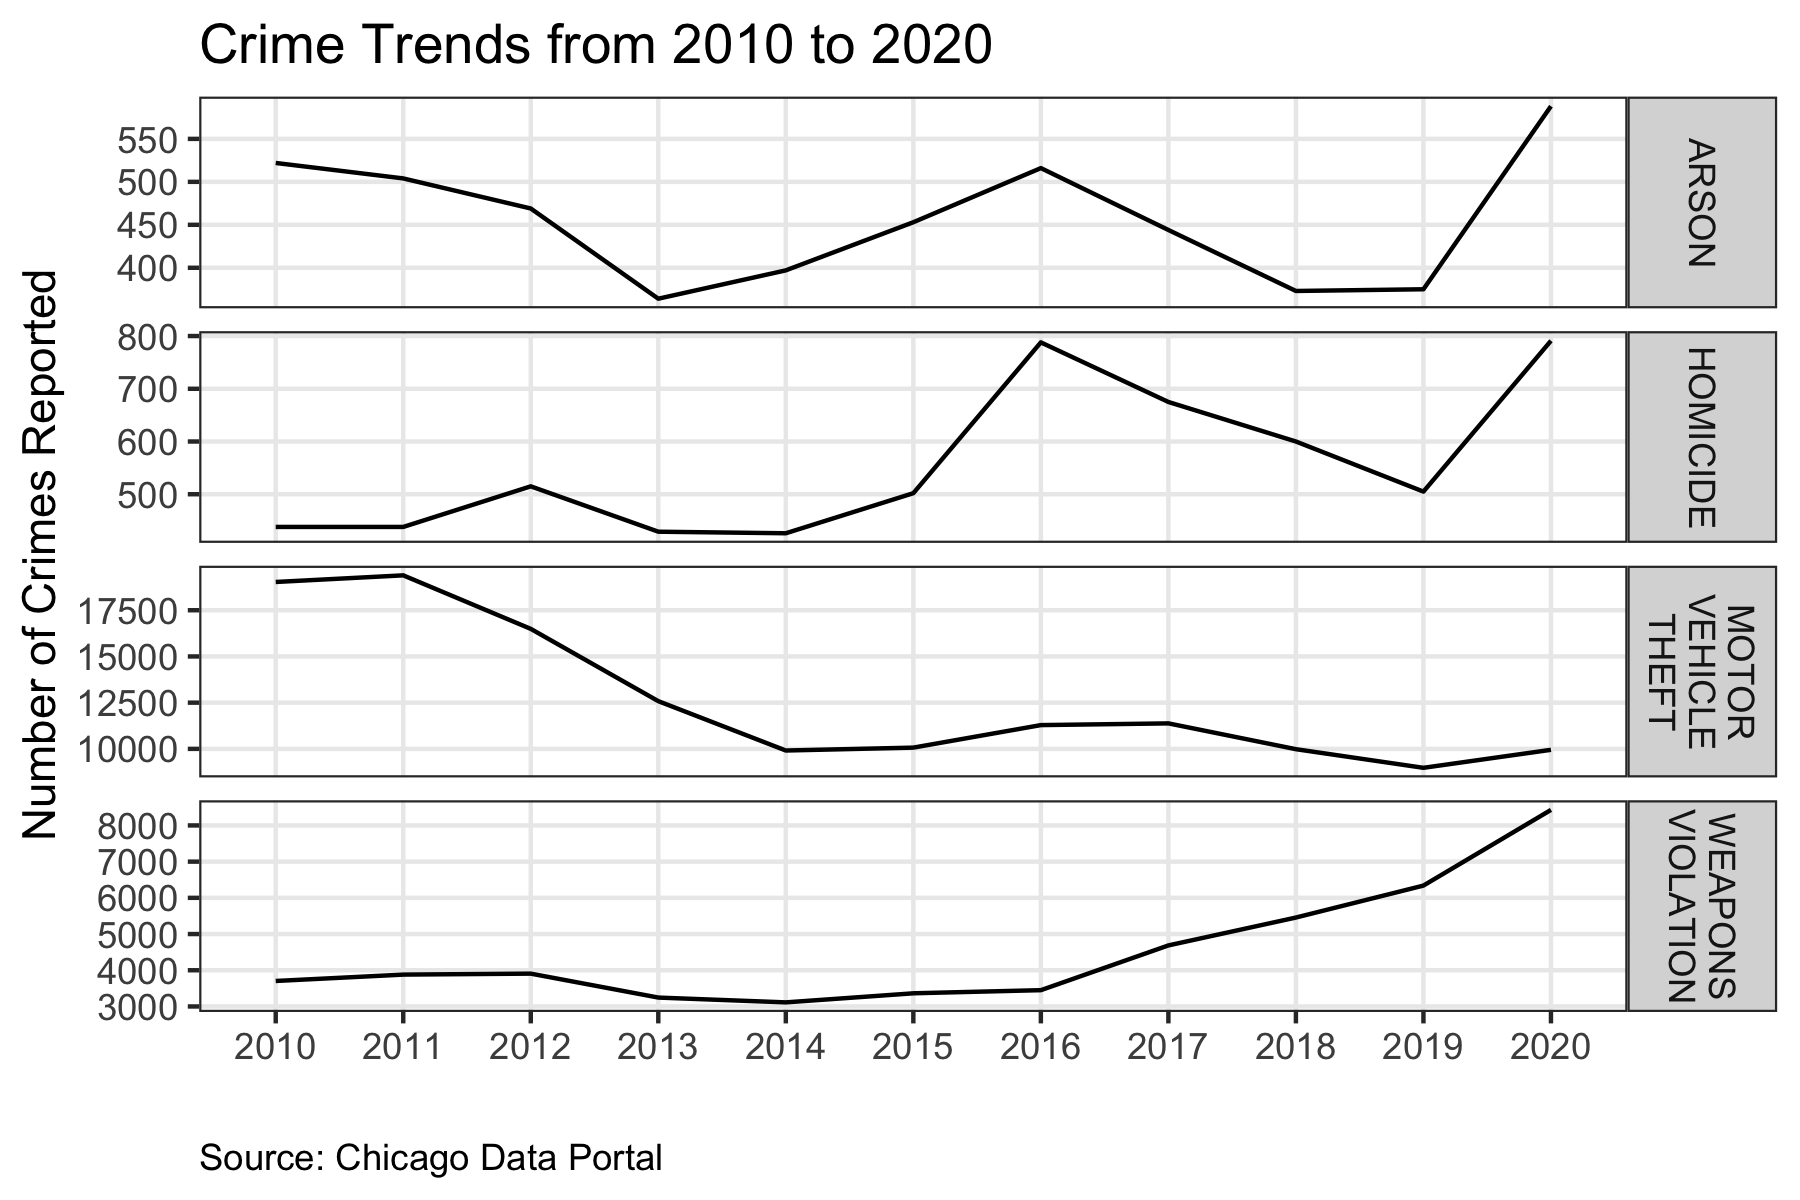 Crime Trends from 2010 to 2020
Number of Crimes Reported
550
500
450
400
ARSON
800
700
600
500
HOMICIDE
17500
15000
12500
10000
MOTOR
VEHICLE
THEFT
8000
7000
6000
5000
4000
3000
WEAPONS
VIOLATION
2010 2011 2012 2013 2014 2015 2016 2017 2018 2019 2020
Source: Chicago Data Portal